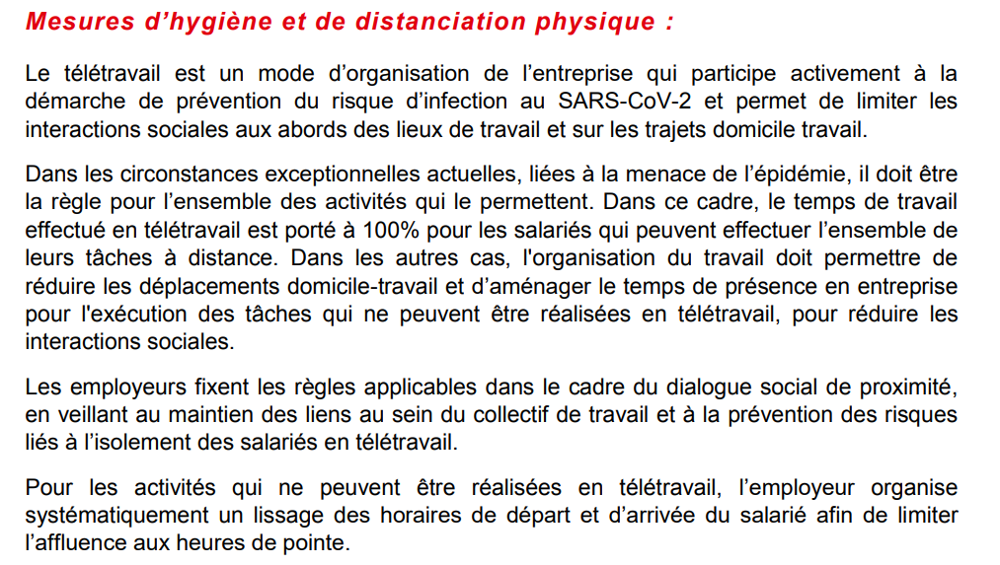 Mesures d’hygiène et de distanciation physique :
Le télétravail est un mode d’organisation de l’entreprise qui participe activement à la
démarche de prévention du risque d’infection au SARS-CoV-2 et permet de limiter les
interactions sociales aux abords des lieux de travail et sur les trajets domicile travail.
Dans les circonstances exceptionnelles actuelles, liées à la menace de l’épidémie, il doit être
la règle pour l’ensemble des activités qui le permettent. Dans ce cadre, le temps de travail
effectué en télétravail est porté à 100% pour les salariés qui peuvent effectuer l’ensemble de
leurs tâches à distance. Dans les autres cas, l'organisation du travail doit permettre de
réduire les déplacements domicile-travail et d’aménager le temps de présence en entreprise
pour l'exécution des tâches qui ne peuvent être réalisées en télétravail, pour réduire les
interactions sociales.
Les employeurs fixent les règles applicables dans le cadre du dialogue social de proximité,
en veillant au maintien des liens au sein du collectif de travail et à la prévention des risques
liés à l’isolement des salariés en télétravail.
Pour les activités qui ne peuvent être réalisées en télétravail, l’employeur organise
systématiquement un lissage des horaires de départ et d’arrivée du salarié afin de limiter
l’affluence aux heures de pointe.